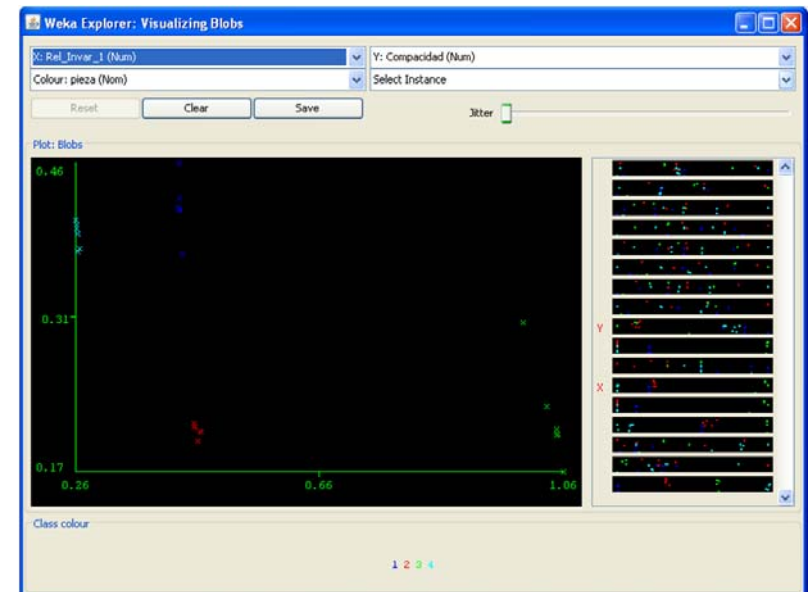 Weka Explorer: Visualizing Blobs
X: Rel_Invar_1 (Num) Y: Compacidad (Num)
Colour: pieza (Nom) Select Instance
Reset Clear Save Jitter
Plot: Blobs
0.46
0.31
0.17
0.26 0.66 1.06
Y
X
Class colour
1 2 3 4